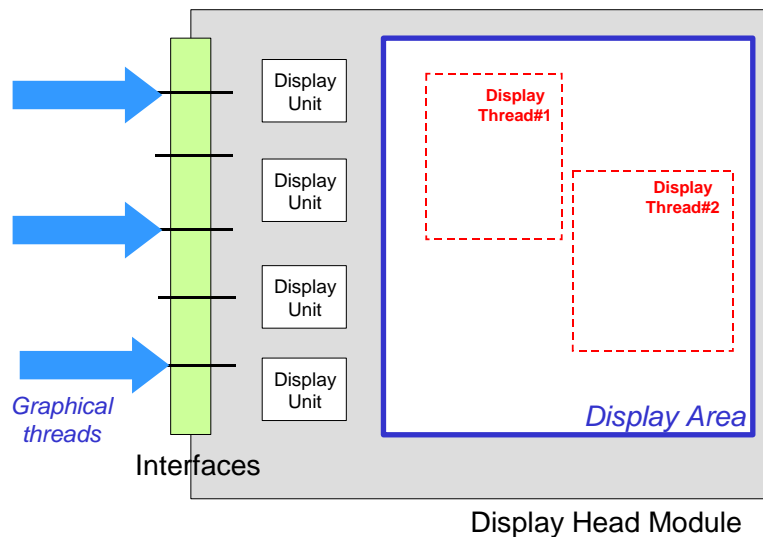 Display
Unit
Display
Unit
Display
Unit
Display
Unit
Display
Thread#1
Display
Thread#2
Graphical
threads
Display Area
Interfaces
Display Head Module